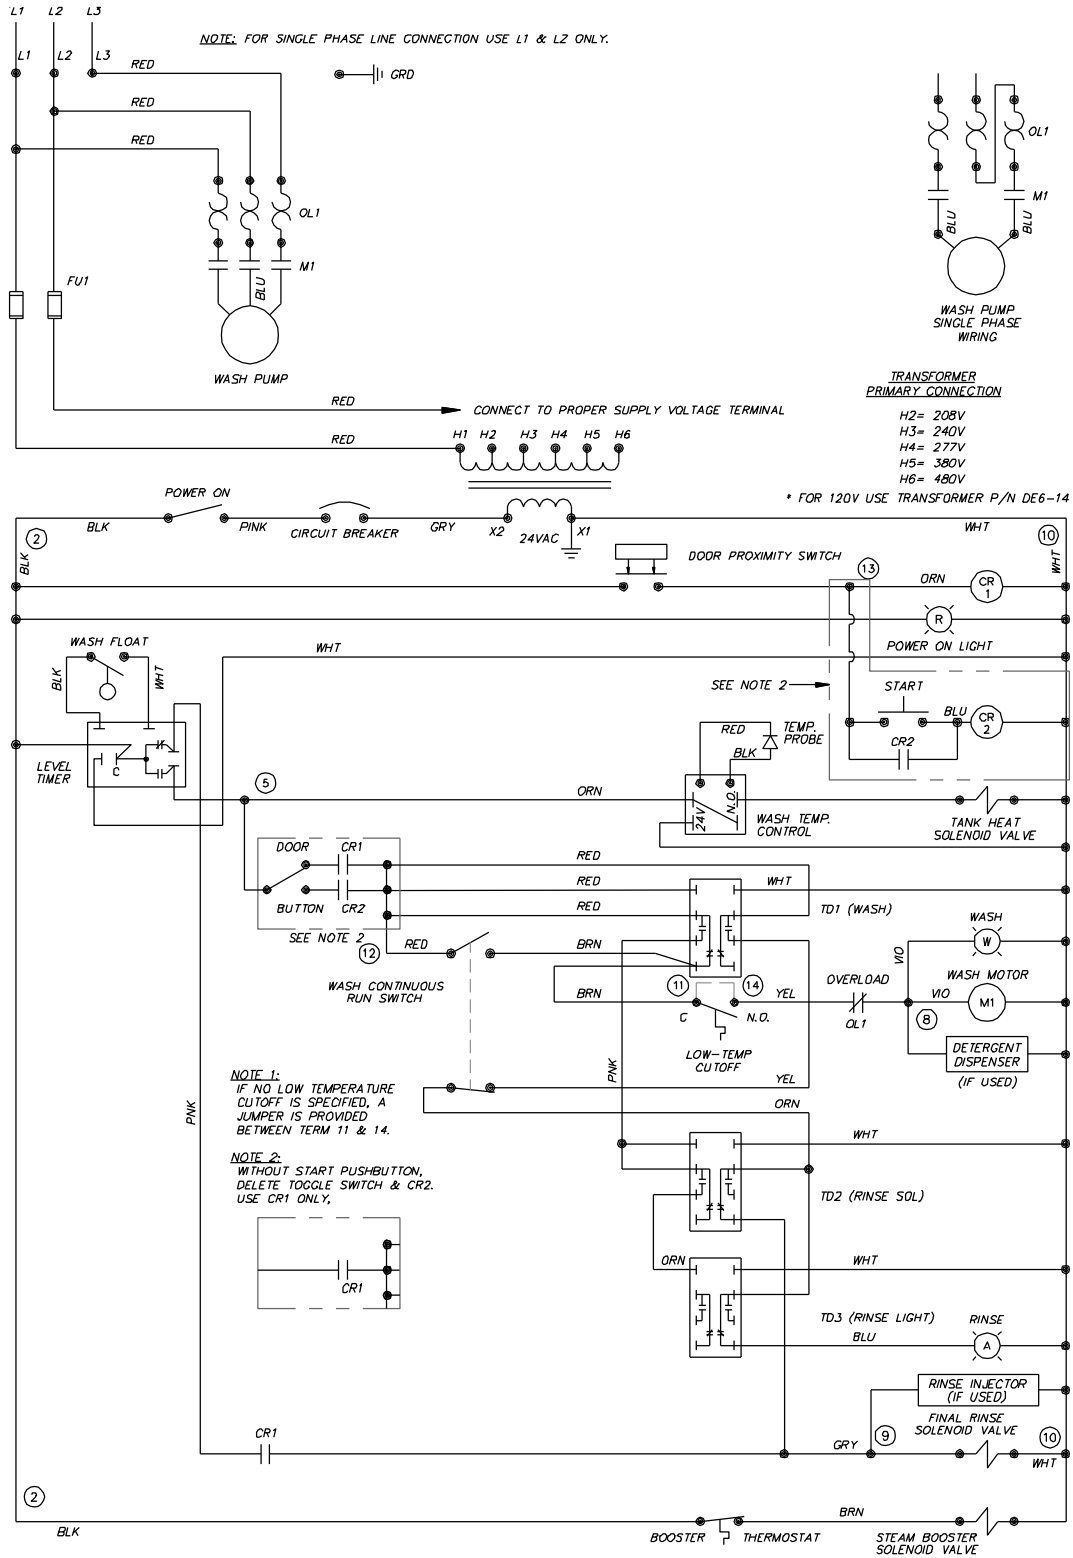 L1 L2 L3
NOTE: FOR SINGLE PHASE LINE CONNECTION USE L1 & L2 ONLY.
L1 L2 L3
RED
GRD
RED
RED
OL1
M1
BLU
FU1
WASH PUMP
OL1
M1
BLU BLU
WASH PUMP
SINGLE PHASE
WIRING
TRANSFORMER
PRIMARY CONNECTION
H2= 208V
H3= 240V
H4= 277V
H5= 380V
H6= 480V
* FOR 120V USE TRANSFORMER P/N DE6-14
RED
CONNECT TO PROPER SUPPLY VOLTAGE TERMINAL
RED
H1 H2 H3 H4 H5 H6
POWER ON
BLK PINK CIRCUIT BREAKER GRY X2 24VAC X1 WHT
2
10
BLK
WHT
DOOR PROXIMITY SWITCH
13
ORN
CR
1
R
POWER ON LIGHT
WASH FLOAT
BLK
WHT
WHT
SEE NOTE 2
START
BLU
CR
2
CR2
RED
TEMP.
PROBE
BLK
LEVEL
TIMER
C
5
ORN
24V
N.O.
WASH TEMP.
CONTROL
TANK HEAT
SOLENOID VALVE
DOOR CR1
BUTTON CR2
SEE NOTE 2
12
RED
RED
RED
WHT
TD1 (WASH)
RED
BRN
WASH CONTINUOUS
RUN SWITCH
BRN
11
14
C N.O.
YEL
LOW-TEMP
CUTOFF
OVERLOAD
OL1
VIO
VIO
8
WASH
W
WASH MOTOR
M1
DETERGENT
DISPENSER
(IF USED)
PNK
YEL
ORN
PNK
NOTE 1:
IF NO LOW TEMPERATURE
CUTOFF IS SPECIFIED, A
JUMPER IS PROVIDED
BETWEEN TERM 11 & 14.
NOTE 2:
WITHOUT START PUSHBUTTON,
DELETE TOGGLE SWITCH & CR2.
USE CR1 ONLY,
CR1
WHT
TD2 (RINSE SOL)
ORN
WHT
TD3 (RINSE LIGHT)
BLU
RINSE
A
RINSE INJECTOR
(IF USED)
FINAL RINSE
SOLENOID VALVE
CR1
GRY
9
10
WHT
2
BLK
BOOSTER THERMOSTAT
BRN
STEAM BOOSTER
SOLENOID VALVE